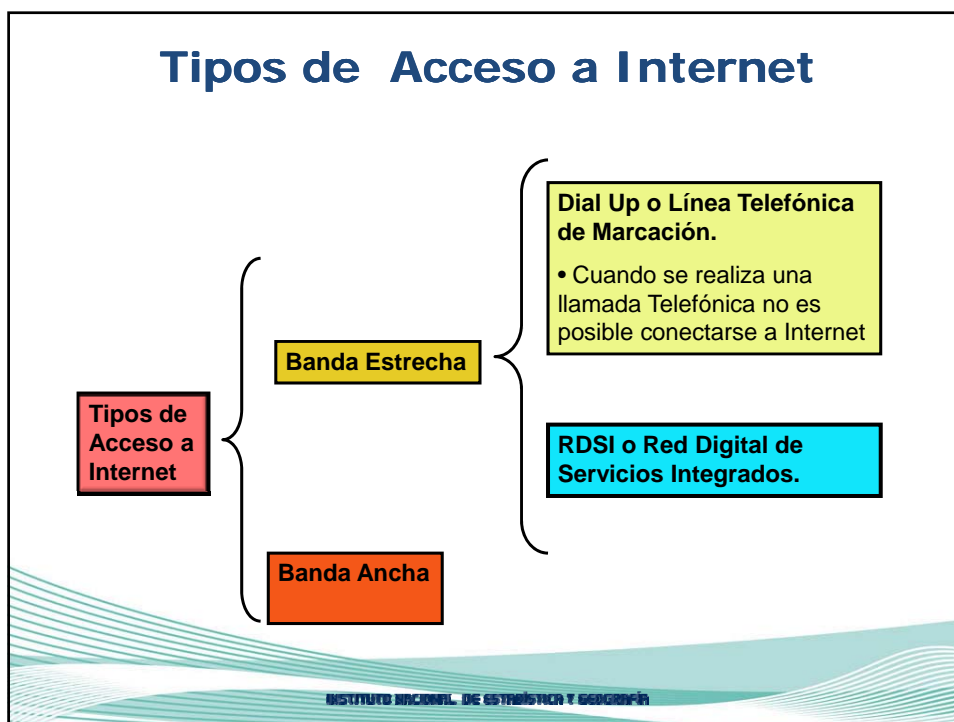 Tipos de Acceso a Internet
Dial Up o Línea Telefónica
de Marcación.
• Cuando se realiza una
llamada Telefónica no es
posible conectarse a Internet
Banda Estrecha
Tipos de
Acceso a
Internet
RDSI o Red Digital de
Servicios Integrados.
Banda Ancha
INSTITUTO NACIONAL DE ESTADÍSTICA Y GEOGRAFÍA